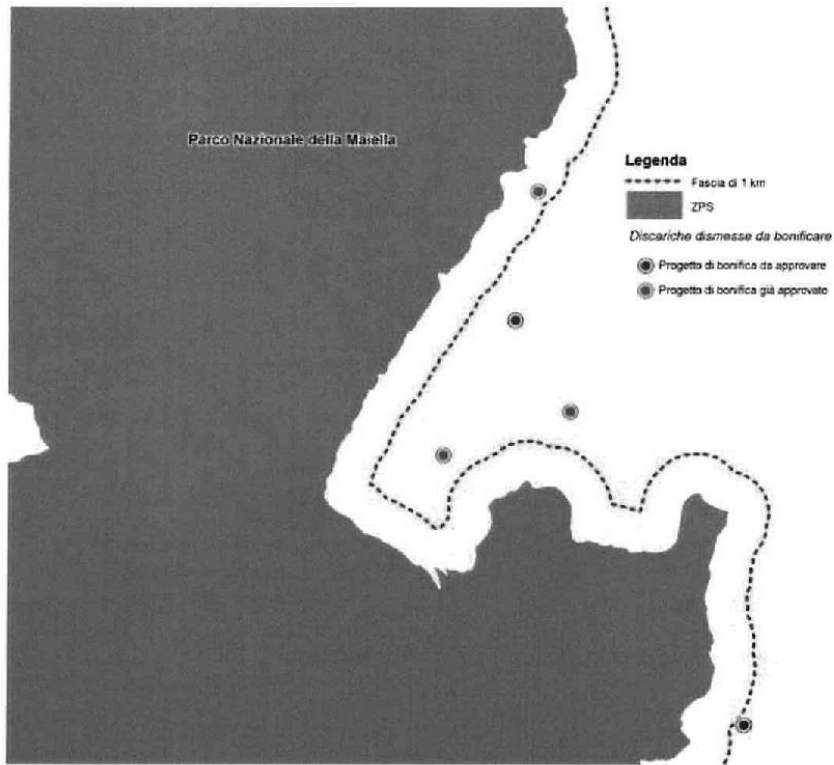 Parco Nazionale della Maiella
Legenda
Fascia di 1 km
ZPS
Discariche dismesse da bonificare
Progetto di bonifica da approvare
Progetto di bonifica già approvato